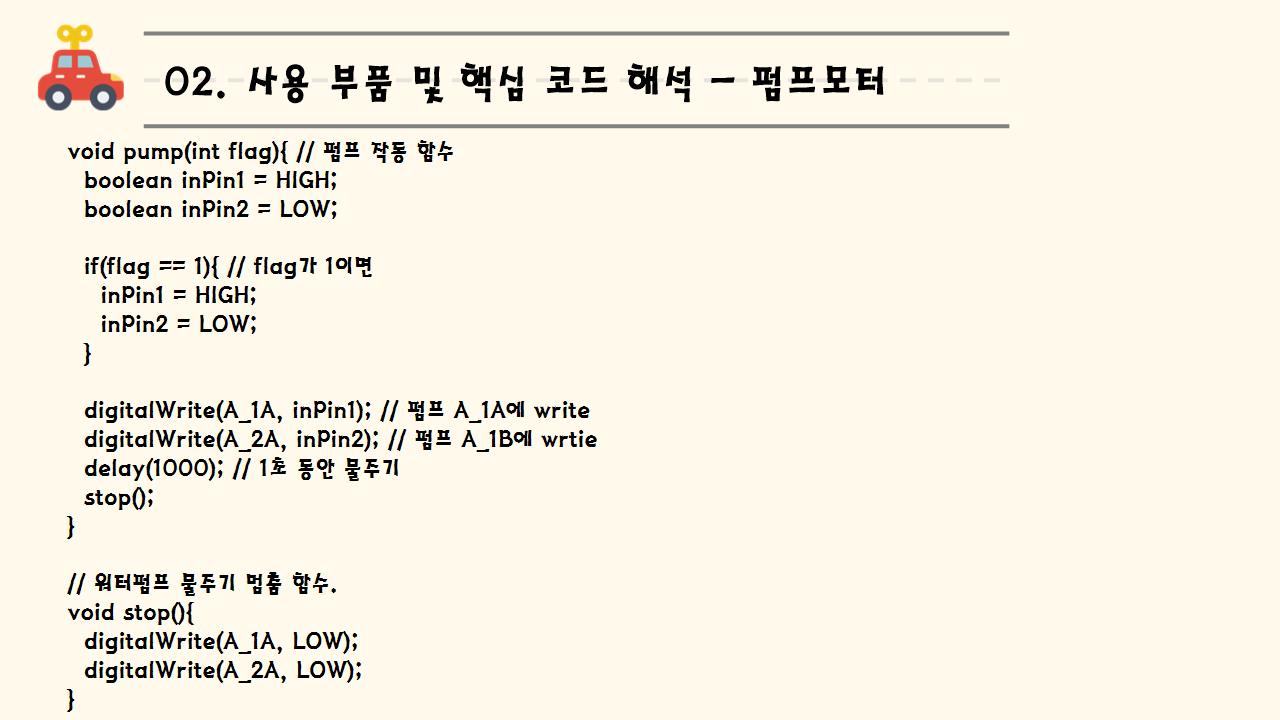 02. 사용 부품 및 핵심 코드 해석 - 펌프모터
void pump(int flag){ // 펌프 작동 함수
boolean inPin1 = HIGH;
boolean inPin2 = LOW;
if(flag == 1){ // flag가 1이면
inPin1 = HIGH;
inPin2 = LOW;
}
digitalWrite(A_1A, inPin1); // 펌프 A_1A에 write
digitalWrite(A_2A, inPin2); // 펌프 A_1B에 wrtie
delay(1000); // 1초 동안 물주기
stop();
}
// 워터펌프 물주기 멈춤 함수.
void stop(){
digitalWrite(A_1A, LOW);
digitalWrite(A_2A, LOW);
}